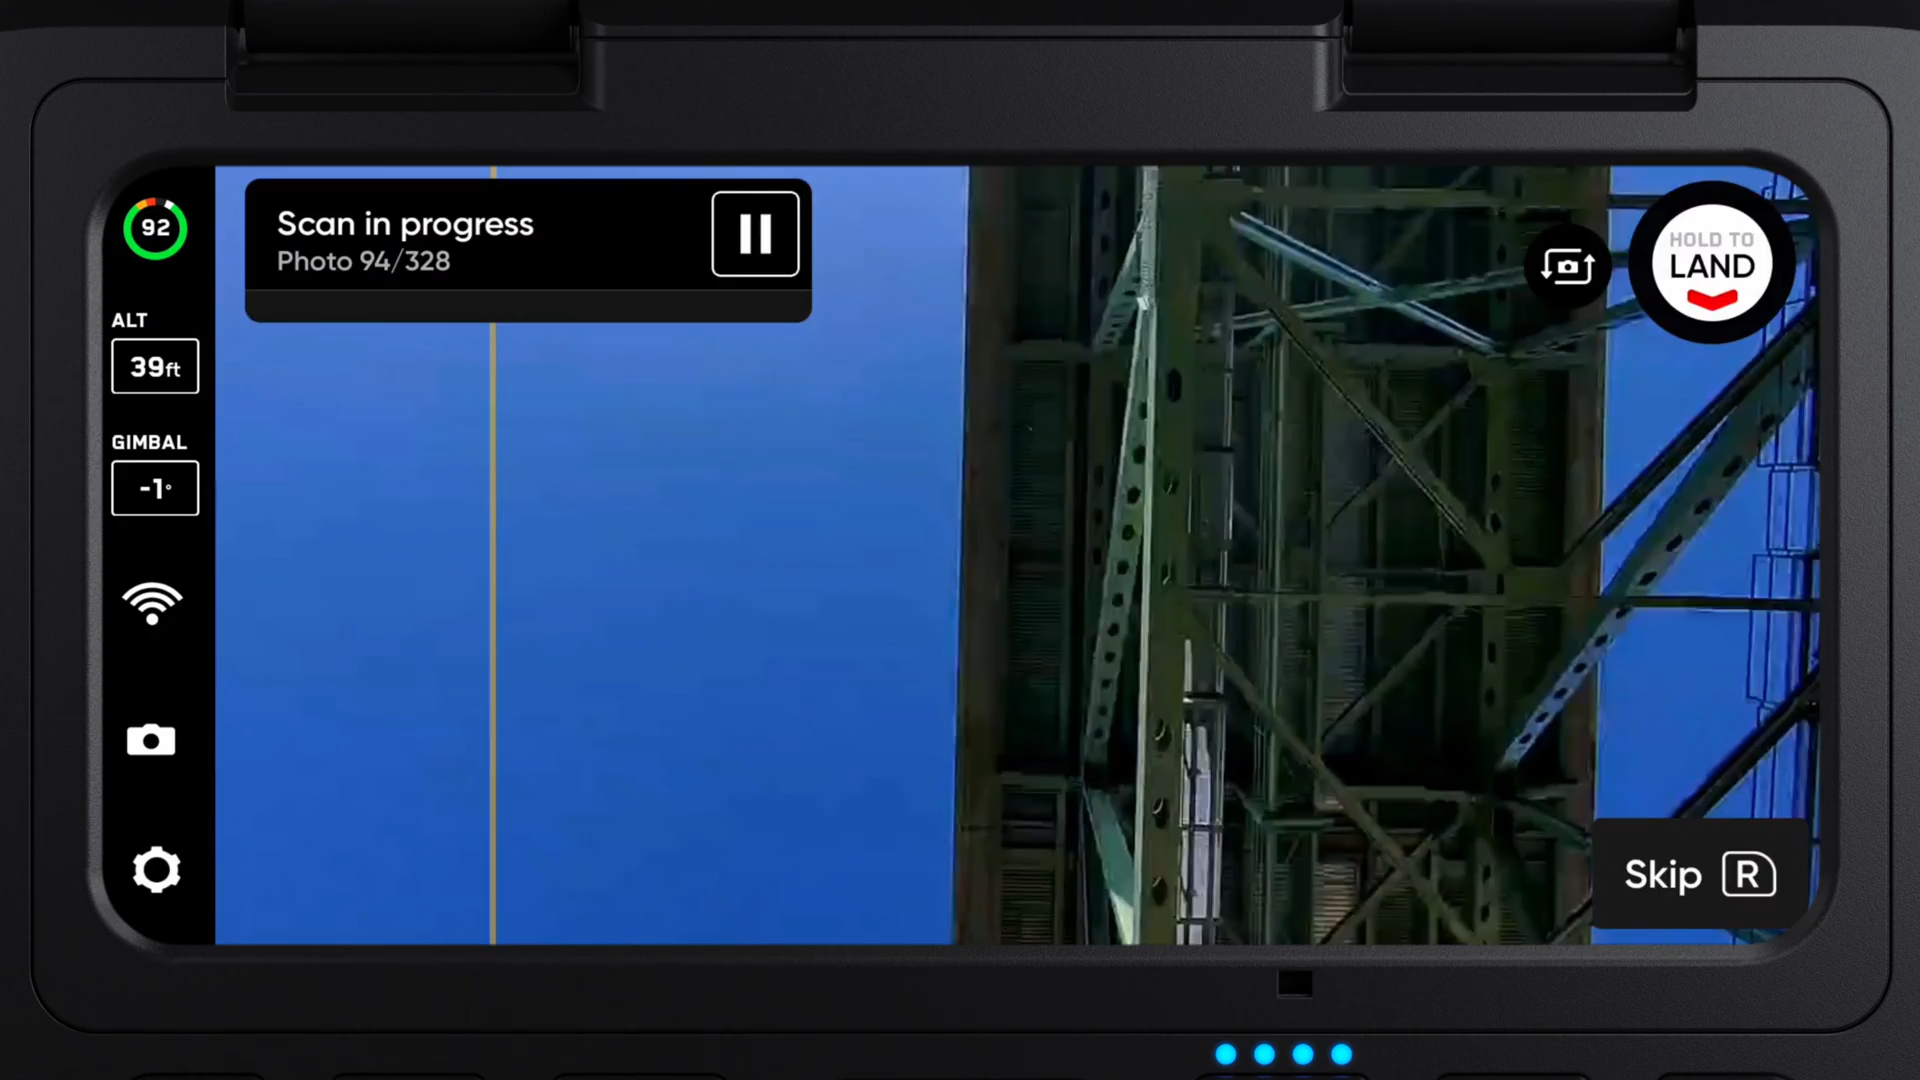 92
Scan in progress
Photo 94/328
HOLD TO
LAND
ALT
39ft
GIMBAL
-1°
Skip R